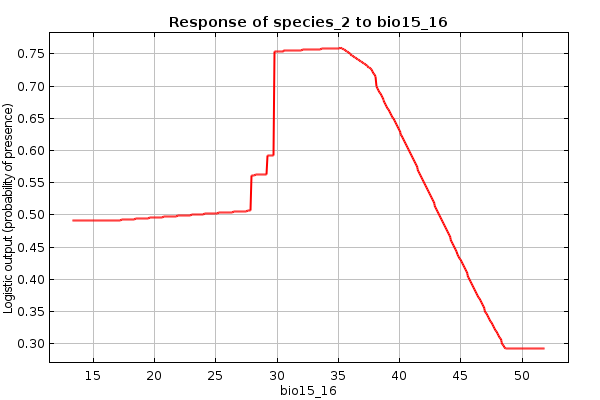 Response of species_2 to bio15_16
Logistic output (probability of presence)
0.75
0.70
0.65
0.60
0.55
0.50
0.45
0.40
0.35
0.30
15 20 25 30 35 40 45 50
bio15_16